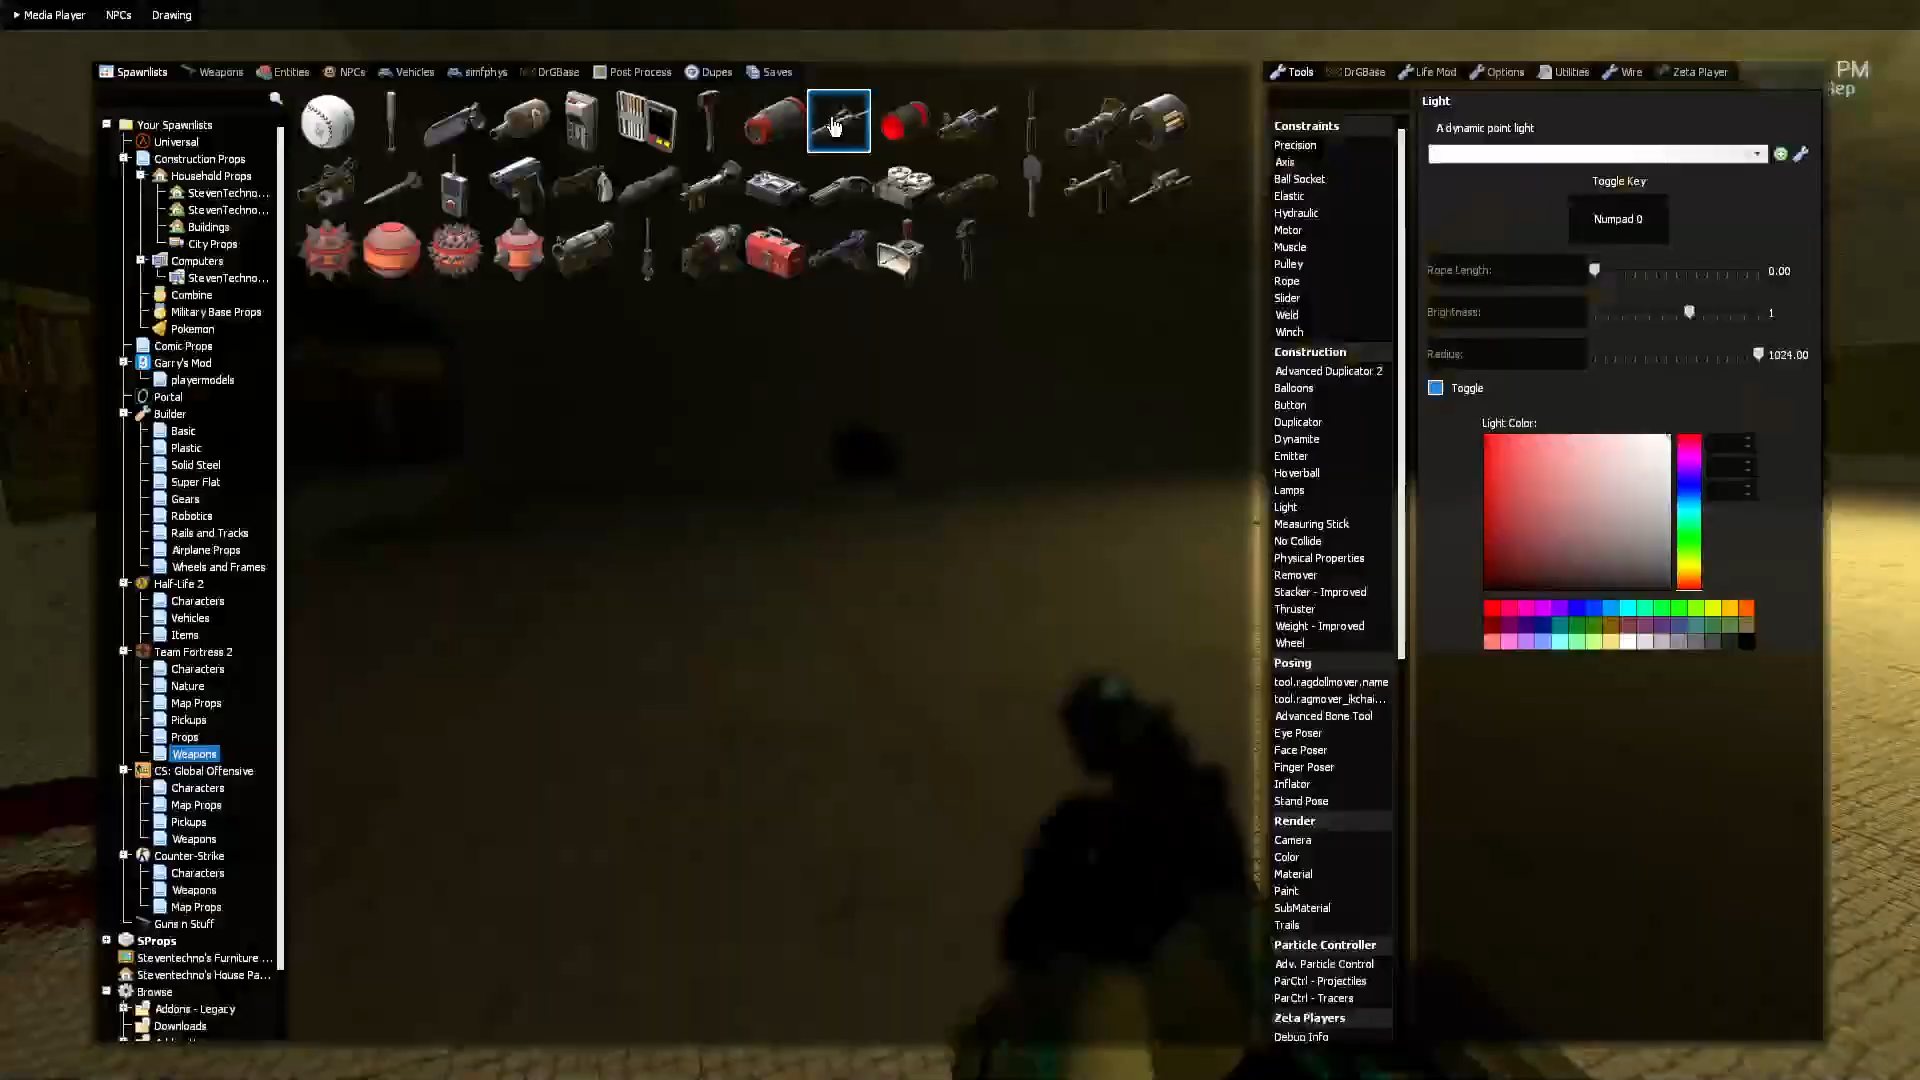 Media Player NPCs Drawing
Spawnlists Weapons Entities NPCs Vehicles simfphys DrGBase Post Process Dupes Saves
Your Spawnlists
Universal
Construction Props
Household Props
StevenTechno...
StevenTechno...
Buildings
City Props
Computers
StevenTechno...
Combine
Military Base Props
Pokemon
Comic Props
Garry's Mod
playermodels
Portal
Builder
Basic
Plastic
Solid Steel
Super Flat
Gears
Robotics
Rails and Tracks
Airplane Props
Wheels and Frames
Half-Life 2
Characters
Vehicles
Items
Team Fortress 2
Characters
Nature
Map Props
Pickups
Props
Weapons
CS: Global Offensive
Characters
Map Props
Pickups
Weapons
Counter-Strike
Characters
Weapons
Map Props
Guns n Stuff
SProps
Steventechno's Furniture ...
Steventechno's House Pa...
Browse
Addons - Legacy
Downloads
Tools DrGBase Life Mod Options Utilities Wire Zeta Player
PM
Sep
Constraints
Precision
Axis
Ball Socket
Elastic
Hydraulic
Motor
Muscle
Pulley
Rope
Slider
Weld
Winch
Construction
Advanced Duplicator 2
Balloons
Button
Duplicator
Dynamite
Emitter
Hoverball
Lamps
Light
Measuring Stick
No Collide
Physical Properties
Remover
Stacker - Improved
Thruster
Weight - Improved
Wheel
Posing
tool.ragdollmover.name
tool.ragmover_ikchai...
Advanced Bone Tool
Eye Poser
Face Poser
Finger Poser
Inflator
Stand Pose
Render
Camera
Color
Material
Paint
SubMaterial
Trails
Particle Controller
Adv. Particle Control
ParCtrl - Projectiles
ParCtrl - Tracers
Zeta Players
Debug Info
Light
A dynamic point light
Toggle Key
Numpad 0
Rope Length: 0.00
Brightness: 1
Radius: 1024.00
Toggle
Light Color: